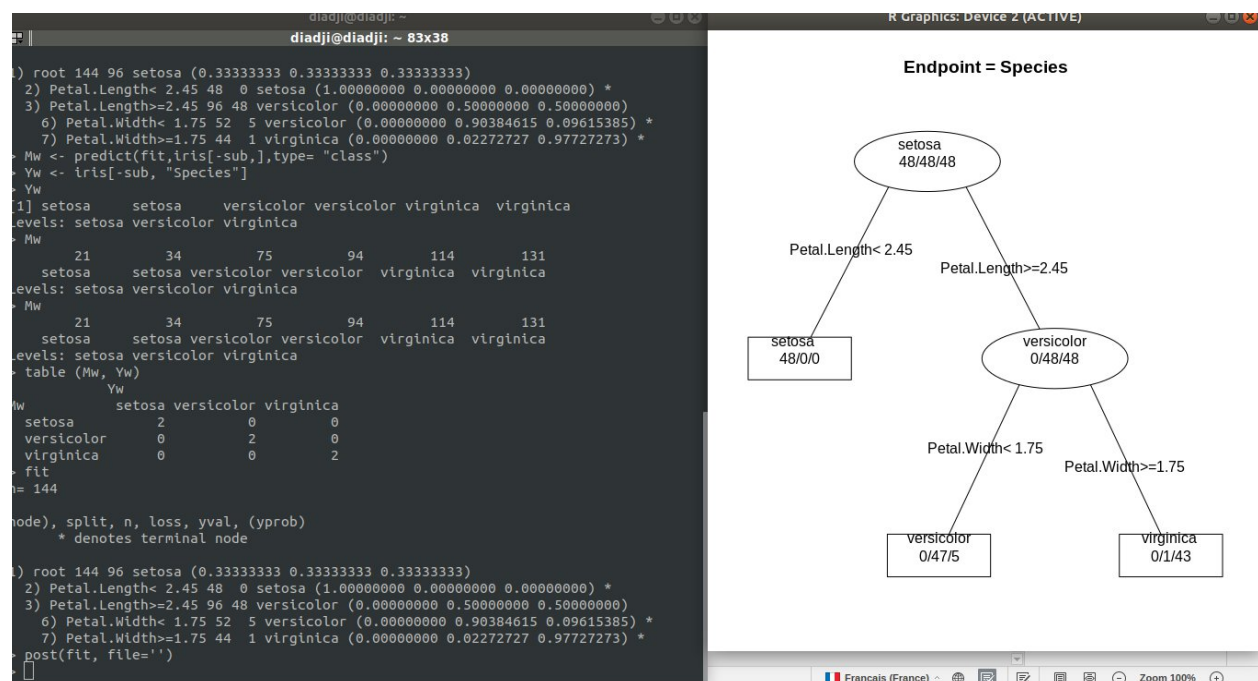 diadji@diadji: ~
diadji@diadji: ~ 83x38
1) root 144 96 setosa (0.33333333 0.33333333 0.33333333)
2) Petal.Length< 2.45 48  0 setosa (1.00000000 0.00000000 0.00000000) *
3) Petal.Length>=2.45 96 48 versicolor (0.00000000 0.50000000 0.50000000)
6) Petal.Width< 1.75 52  5 versicolor (0.00000000 0.90384615 0.09615385) *
7) Petal.Width>=1.75 44  1 virginica (0.00000000 0.02272727 0.97727273) *
> Mw <- predict(fit,iris[-sub,],type= "class")
> Yw <- iris[-sub, "Species"]
> Yw
[1] setosa     setosa     versicolor versicolor virginica  virginica
Levels: setosa versicolor virginica
> Mw
21         34         75         94        114        131
setosa     setosa versicolor versicolor  virginica  virginica
Levels: setosa versicolor virginica
> Mw
21         34         75         94        114        131
setosa     setosa versicolor versicolor  virginica  virginica
Levels: setosa versicolor virginica
> table (Mw, Yw)
Yw
Mw           setosa versicolor virginica
setosa          2          0         0
versicolor      0          2         0
virginica       0          0         2
> fit
n= 144
node), split, n, loss, yval, (yprob)
* denotes terminal node
1) root 144 96 setosa (0.33333333 0.33333333 0.33333333)
2) Petal.Length< 2.45 48  0 setosa (1.00000000 0.00000000 0.00000000) *
3) Petal.Length>=2.45 96 48 versicolor (0.00000000 0.50000000 0.50000000)
6) Petal.Width< 1.75 52  5 versicolor (0.00000000 0.90384615 0.09615385) *
7) Petal.Width>=1.75 44  1 virginica (0.00000000 0.02272727 0.97727273) *
> post(fit, file='')
>
R Graphics: Device 2 (ACTIVE)
Endpoint = Species
setosa
48/48/48
Petal.Length< 2.45
Petal.Length>=2.45
setosa
48/0/0
versicolor
0/48/48
Petal.Width< 1.75
Petal.Width>=1.75
versicolor
0/47/5
virginica
0/1/43
Français (France)
Zoom 100%